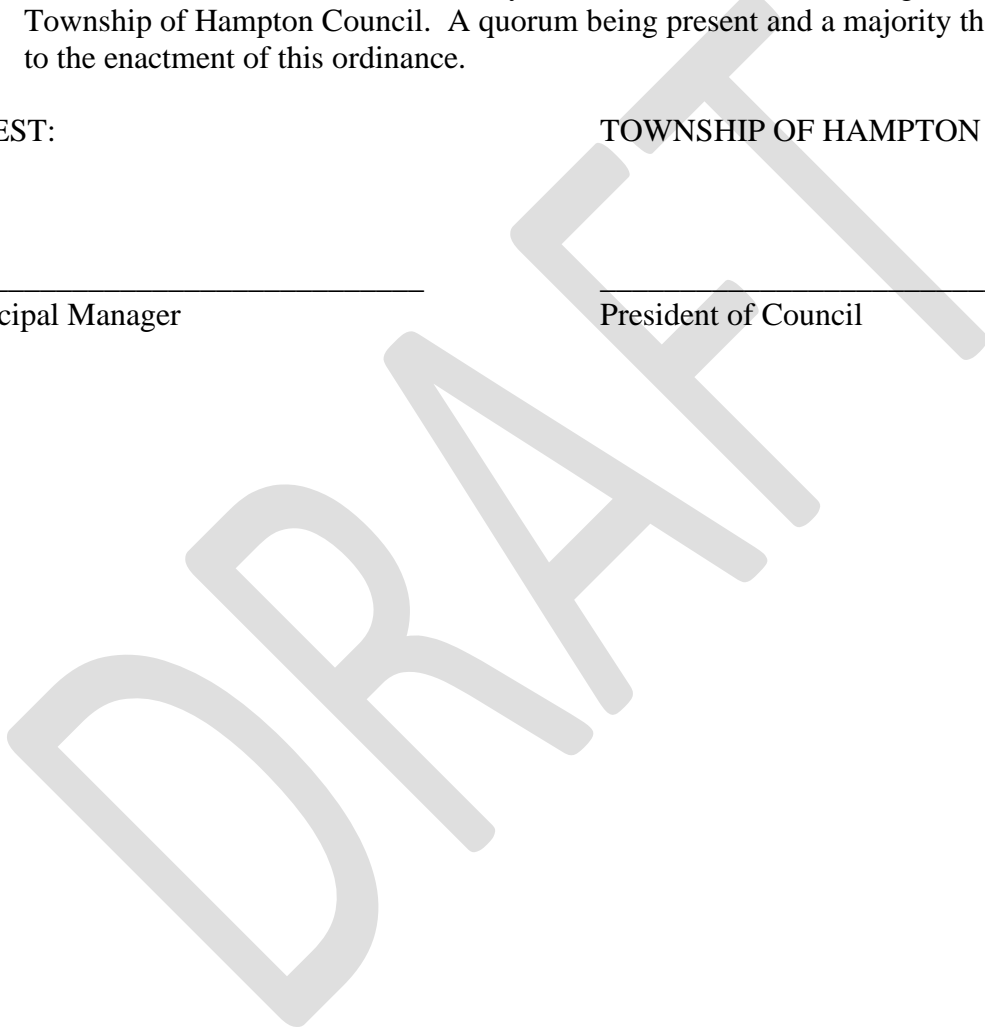 Township of Hampton Council. A quorum being present and a majority th
to the enactment of this ordinance.
EST: TOWNSHIP OF HAMPTON
cipal Manager President of Council
DRAFT